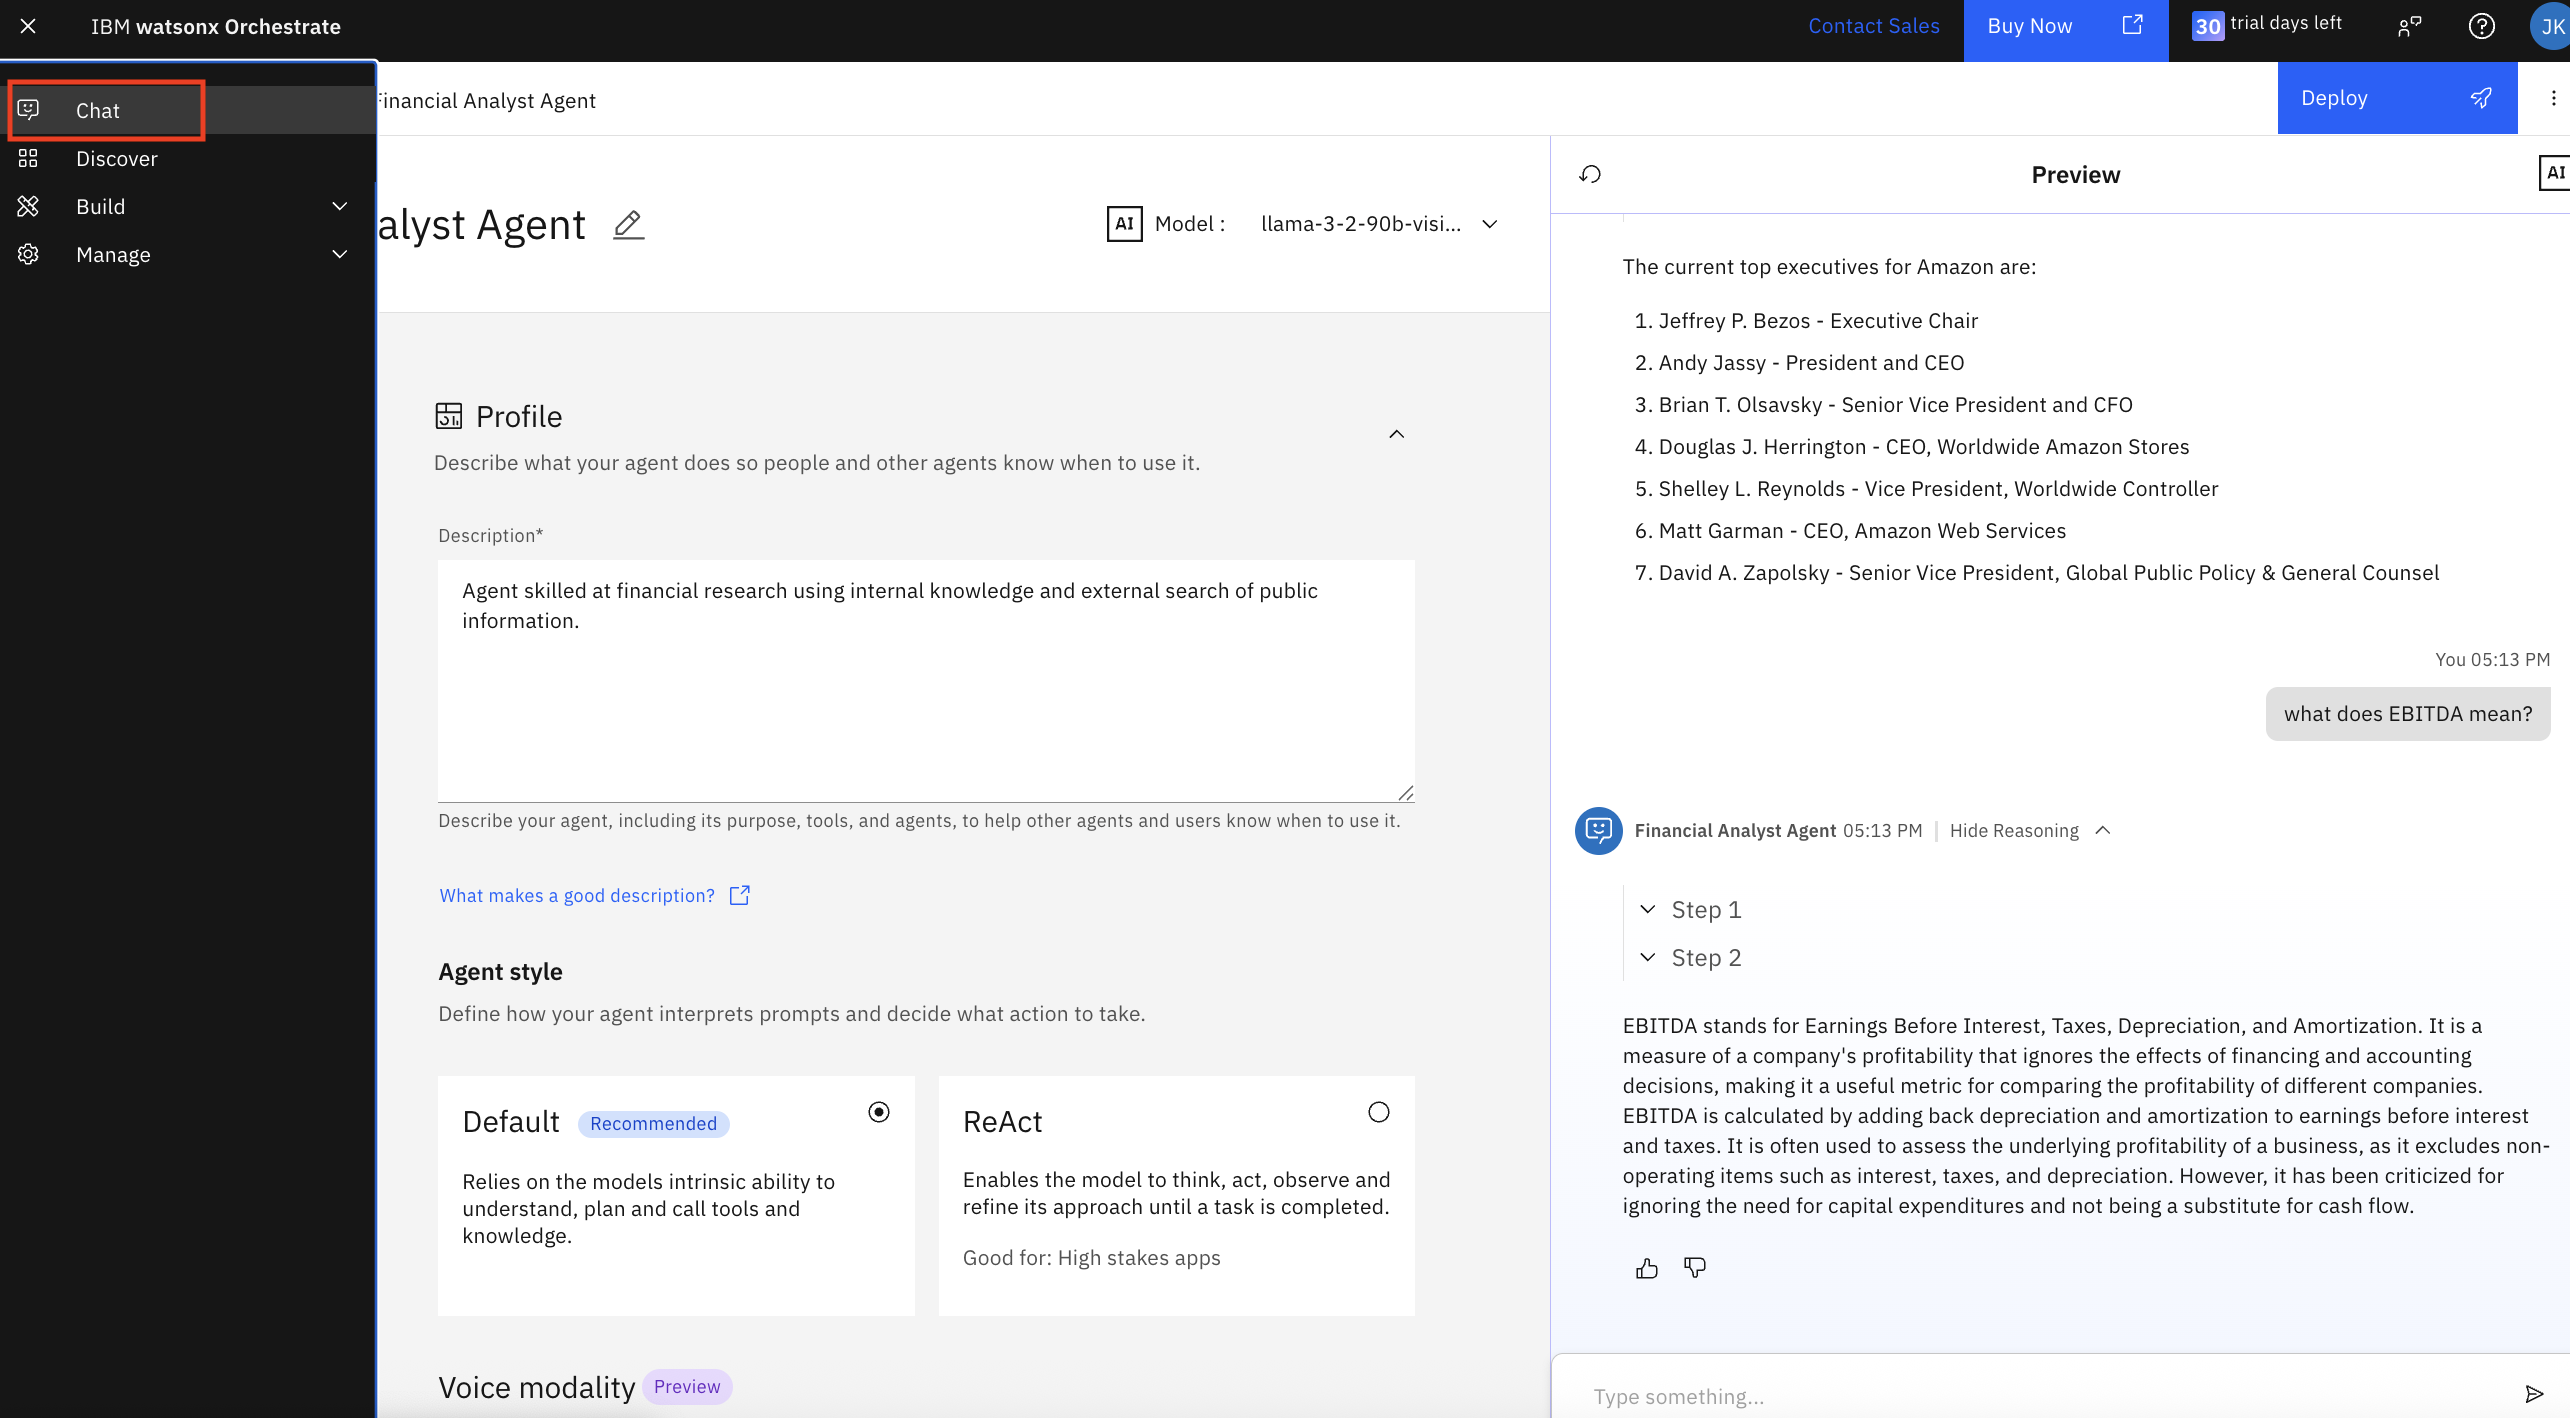 IBM watsonx Orchestrate
Contact Sales
Buy Now
30 trial days left
JK
Chat
Discover
Build
Manage
Financial Analyst Agent
Deploy
alyst Agent
AI Model : llama-3-2-90b-visi...
Profile
Describe what your agent does so people and other agents know when to use it.
Description*
Agent skilled at financial research using internal knowledge and external search of public
information.
Describe your agent, including its purpose, tools, and agents, to help other agents and users know when to use it.
What makes a good description?
Agent style
Define how your agent interprets prompts and decide what action to take.
Default Recommended
Relies on the models intrinsic ability to
understand, plan and call tools and
knowledge.
ReAct
Enables the model to think, act, observe and
refine its approach until a task is completed.
Good for: High stakes apps
Voice modality Preview
Preview
AI
The current top executives for Amazon are:
1. Jeffrey P. Bezos - Executive Chair
2. Andy Jassy - President and CEO
3. Brian T. Olsavsky - Senior Vice President and CFO
4. Douglas J. Herrington - CEO, Worldwide Amazon Stores
5. Shelley L. Reynolds - Vice President, Worldwide Controller
6. Matt Garman - CEO, Amazon Web Services
7. David A. Zapolsky - Senior Vice President, Global Public Policy & General Counsel
You 05:13 PM
what does EBITDA mean?
Financial Analyst Agent 05:13 PM | Hide Reasoning
Step 1
Step 2
EBITDA stands for Earnings Before Interest, Taxes, Depreciation, and Amortization. It is a
measure of a company's profitability that ignores the effects of financing and accounting
decisions, making it a useful metric for comparing the profitability of different companies.
EBITDA is calculated by adding back depreciation and amortization to earnings before interest
and taxes. It is often used to assess the underlying profitability of a business, as it excludes non-
operating items such as interest, taxes, and depreciation. However, it has been criticized for
ignoring the need for capital expenditures and not being a substitute for cash flow.
Type something...